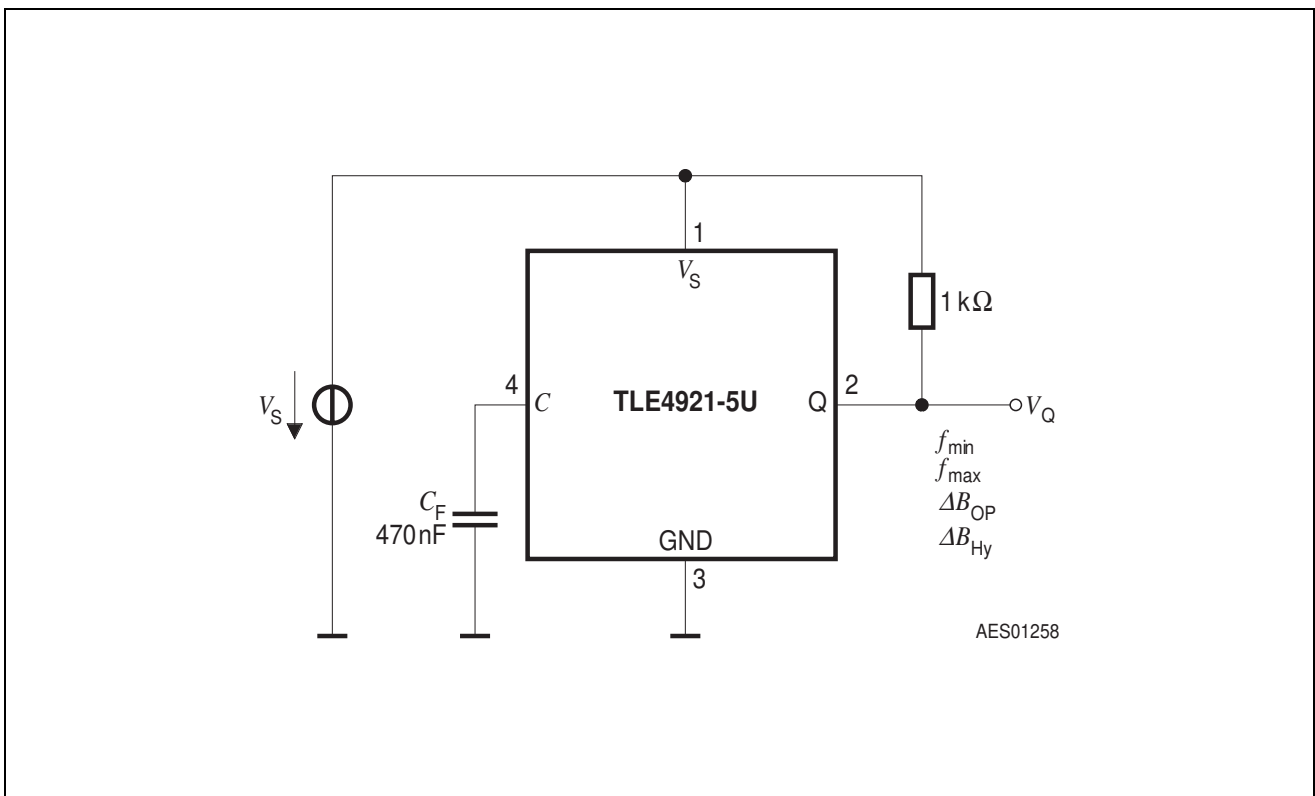 1
V_S
1 kΩ
4
C
TLE4921-5U
Q
2
V_S
V_Q
f_min
f_max
ΔB_OP
ΔB_Hy
C_F
470 nF
GND
3
AES01258